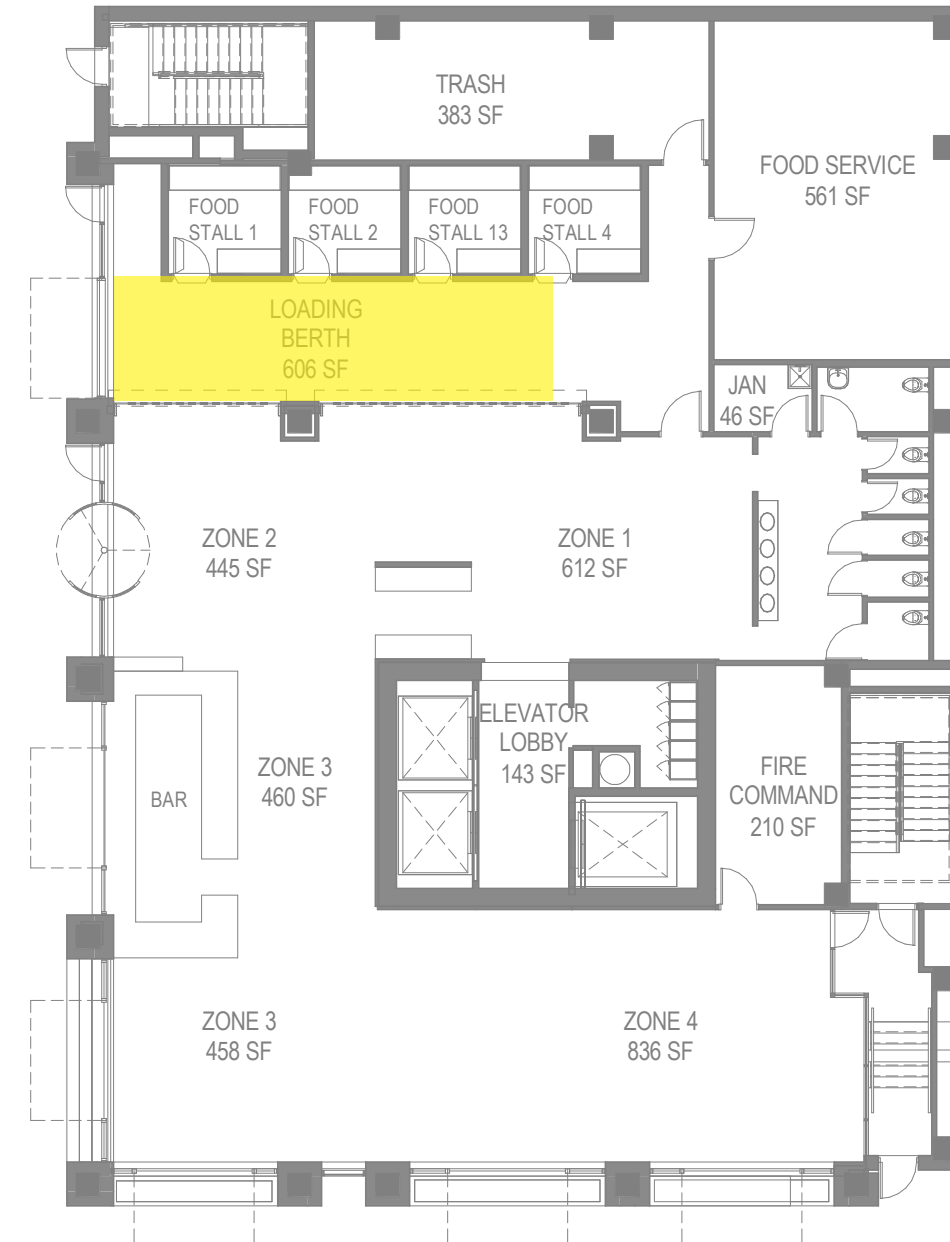 TRASH
383 SF
FOOD SERVICE
561 SF
FOOD
STALL 1
FOOD
STALL 2
FOOD
STALL 13
FOOD
STALL 4
LOADING
BERTH
606 SF
JAN
46 SF
ZONE 2
445 SF
ZONE 1
612 SF
ELEVATOR
LOBBY
143 SF
ZONE 3
460 SF
BAR
FIRE
COMMAND
210 SF
ZONE 3
458 SF
ZONE 4
836 SF